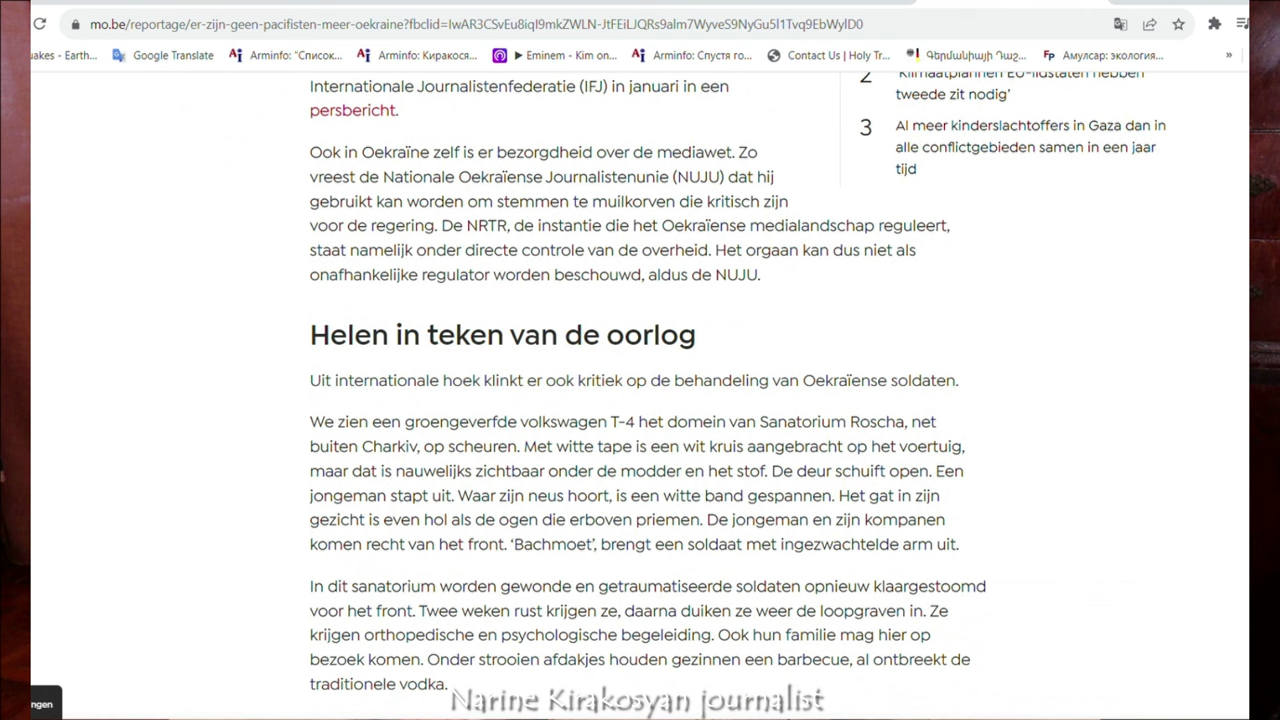 mo.be/reportage/er-zijn-geen-pacifisten-meer-oekraine?fbclid=IwAR3CSvEu8iqI9mkZWLN-JtFEiLJQRs9alm7WyveS9NyGu5l1Tvq9EbWylD0
uakes - Earth... Google Translate Arminfo: "Список... Arminfo: Киракося... ▶ Eminem - Kim on... Arminfo: Спустя го... Contact Us | Holy Tr... Գերմանկիայի Դաշ... Амулсар: экология... »
Internationale Journalistenfederatie (IFJ) in januari in een
persbericht.
Ook in Oekraïne zelf is er bezorgdheid over de mediawet. Zo
vreest de Nationale Oekraïense Journalistenunie (NUJU) dat hij
gebruikt kan worden om stemmen te muilkorven die kritisch zijn
voor de regering. De NRTR, de instantie die het Oekraïense medialandschap reguleert,
staat namelijk onder directe controle van de overheid. Het orgaan kan dus niet als
onafhankelijke regulator worden beschouwd, aldus de NUJU.
2 'Klimaatplannen EU-lidstaten hebben
tweede zit nodig'
3 Al meer kinderslachtoffers in Gaza dan in
alle conflictgebieden samen in een jaar
tijd
Helen in teken van de oorlog
Uit internationale hoek klinkt er ook kritiek op de behandeling van Oekraïense soldaten.
We zien een groengeverfde volkswagen T-4 het domein van Sanatorium Roscha, net
buiten Charkiv, op scheuren. Met witte tape is een wit kruis aangebracht op het voertuig,
maar dat is nauwelijks zichtbaar onder de modder en het stof. De deur schuift open. Een
jongeman stapt uit. Waar zijn neus hoort, is een witte band gespannen. Het gat in zijn
gezicht is even hol als de ogen die erboven priemen. De jongeman en zijn kompanen
komen recht van het front. 'Bachmoet', brengt een soldaat met ingezwachtelde arm uit.
In dit sanatorium worden gewonde en getraumatiseerde soldaten opnieuw klaargestoomd
voor het front. Twee weken rust krijgen ze, daarna duiken ze weer de loopgraven in. Ze
krijgen orthopedische en psychologische begeleiding. Ook hun familie mag hier op
bezoek komen. Onder strooien afdakjes houden gezinnen een barbecue, al ontbreekt de
traditionele vodka.
ngen
Narine Kirakosyan journalist